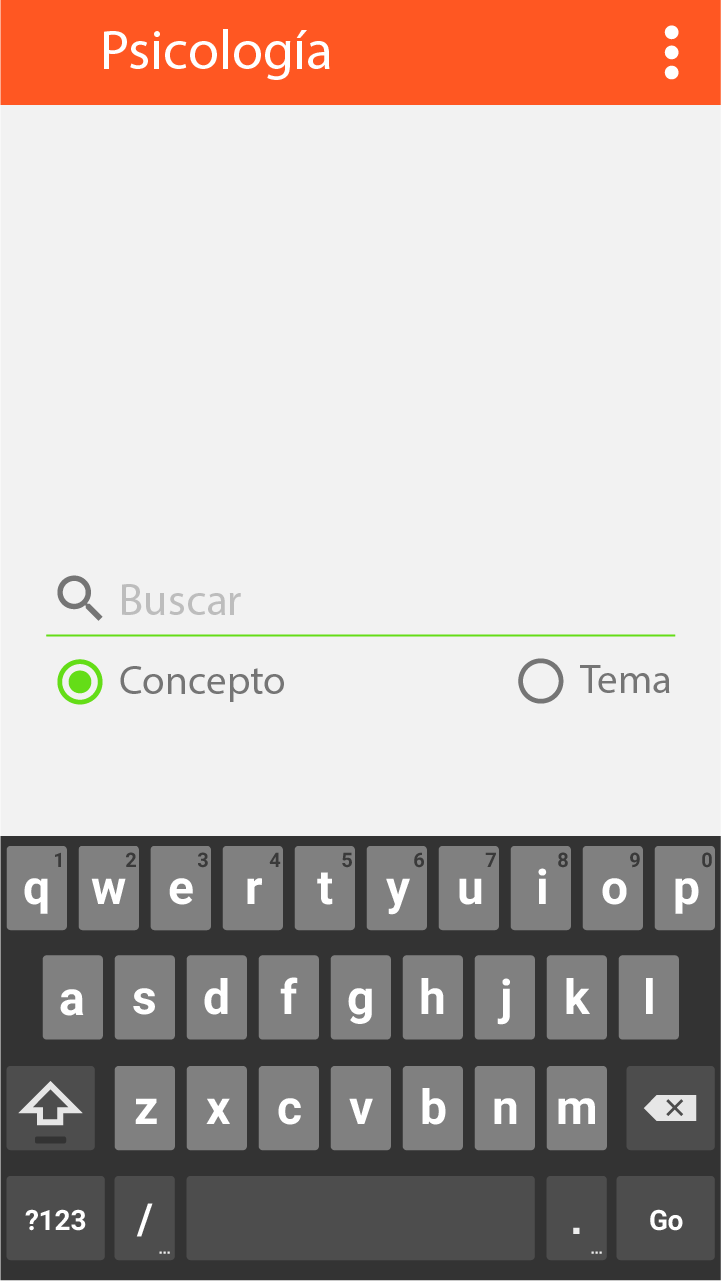 Psicología
Buscar
Concepto Tema
1 2 3 4 5 6 7 8 9 0
q w e r t y u i o p
a s d f g h j k l
z x c v b n m
?123 / ... . ... Go